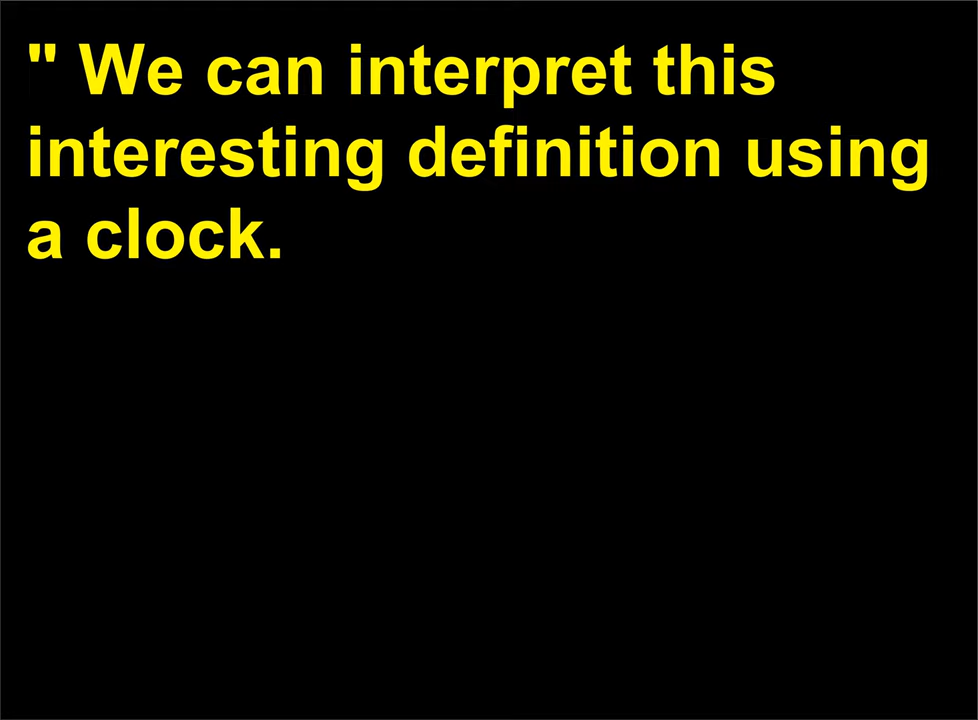 " We can interpret this
interesting definition using
a clock.